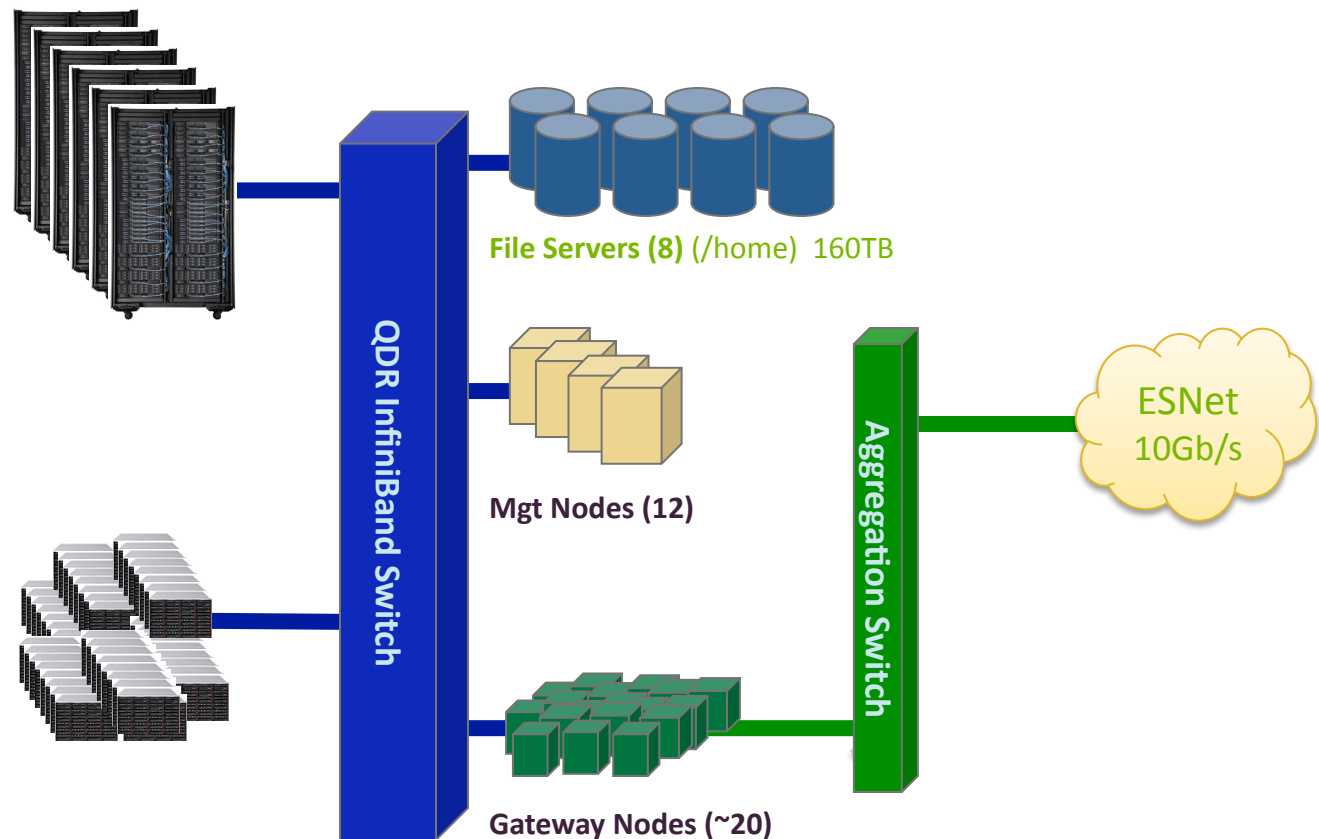 File Servers (8) (/home) 160TB
QDR InfiniBand Switch
Mgt Nodes (12)
Aggregation Switch
ESNet
10Gb/s
Gateway Nodes (~20)